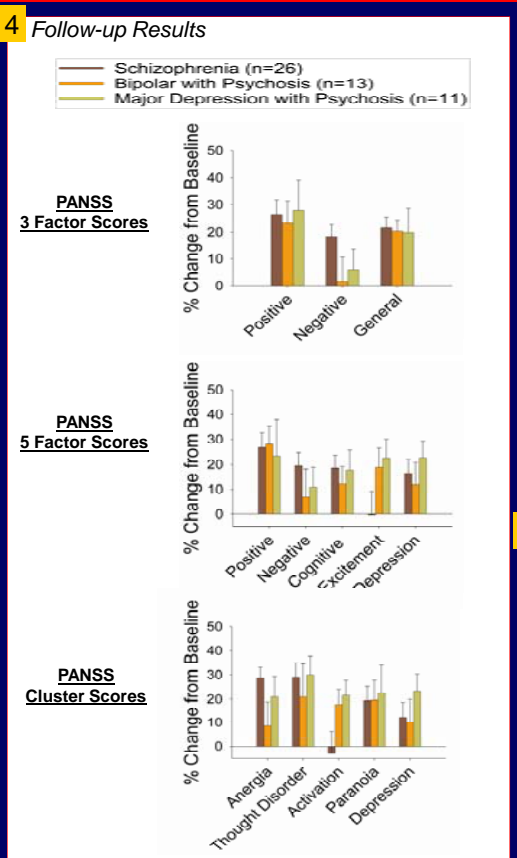 4 Follow-up Results
Schizophrenia (n=26)
Bipolar with Psychosis (n=13)
Major Depression with Psychosis (n=11)
PANSS
3 Factor Scores
% Change from Baseline
50
40
30
20
10
0
Positive
Negative
General
PANSS
5 Factor Scores
% Change from Baseline
50
40
30
20
10
0
Positive
Negative
Cognitive
Excitement
Depression
PANSS
Cluster Scores
% Change from Baseline
50
40
30
20
10
0
Anergia
Thought Disorder
Activation
Paranoia
Depression